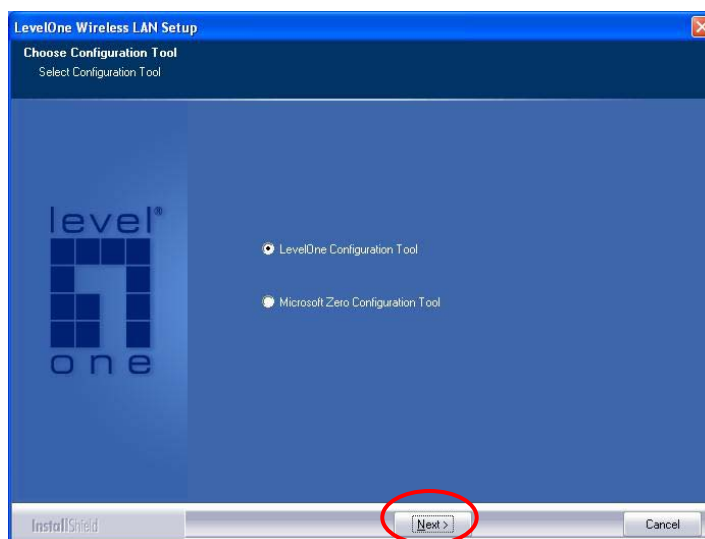 LevelOne Wireless LAN Setup
Choose Configuration Tool
Select Configuration Tool
level®
one
LevelOne Configuration Tool
Microsoft Zero Configuration Tool
InstallShield
Next >
Cancel